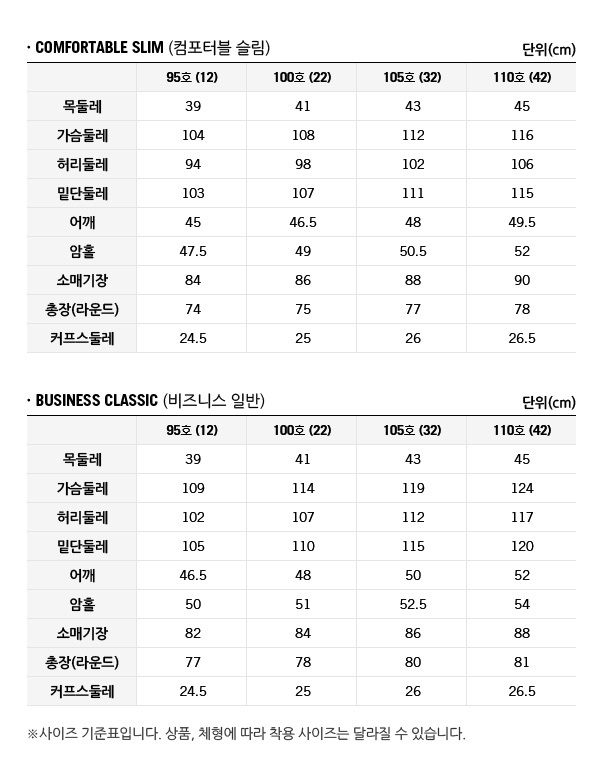 · COMFORTABLE SLIM (컴포터블 슬림) 단위(cm)
95호 (12) 100호 (22) 105호 (32) 110호 (42)
목둘레 39 41 43 45
가슴둘레 104 108 112 116
허리둘레 94 98 102 106
밑단둘레 103 107 111 115
어깨 45 46.5 48 49.5
암홀 47.5 49 50.5 52
소매기장 84 86 88 90
총장(라운드) 74 75 77 78
커프스둘레 24.5 25 26 26.5
· BUSINESS CLASSIC (비즈니스 일반) 단위(cm)
95호 (12) 100호 (22) 105호 (32) 110호 (42)
목둘레 39 41 43 45
가슴둘레 109 114 119 124
허리둘레 102 107 112 117
밑단둘레 105 110 115 120
어깨 46.5 48 50 52
암홀 50 51 52.5 54
소매기장 82 84 86 88
총장(라운드) 77 78 80 81
커프스둘레 24.5 25 26 26.5
※사이즈 기준표입니다. 상품, 체형에 따라 착용 사이즈는 달라질 수 있습니다.